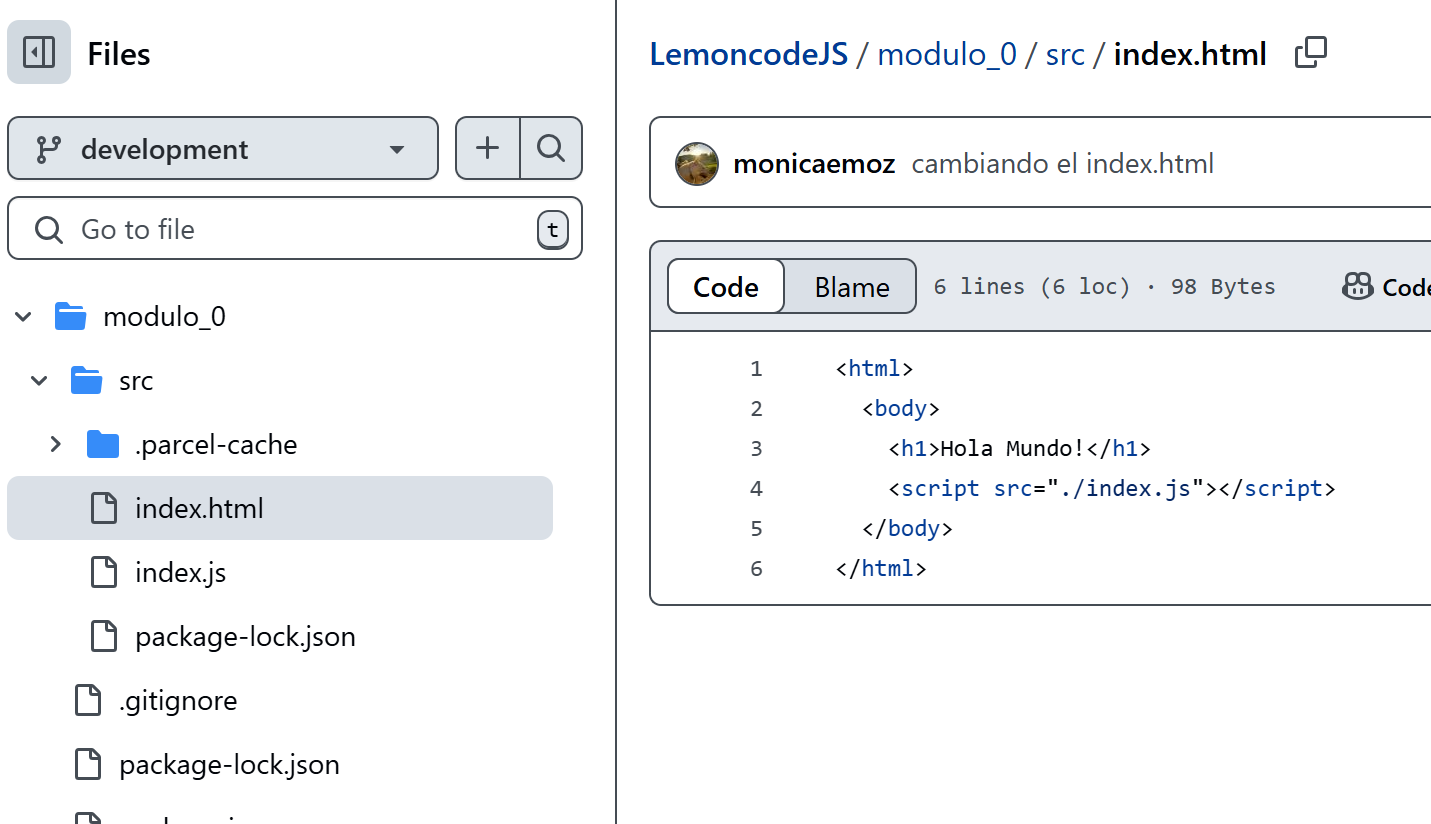 Files
development
Go to file
t
modulo_0
src
.parcel-cache
index.html
index.js
package-lock.json
.gitignore
package-lock.json
LemoncodeJS / modulo_0 / src / index.html
monicaemoz cambiando el index.html
Code Blame 6 lines (6 loc) · 98 Bytes Code
1 <html>
2 <body>
3 <h1>Hola Mundo!</h1>
4 <script src="./index.js"></script>
5 </body>
6 </html>